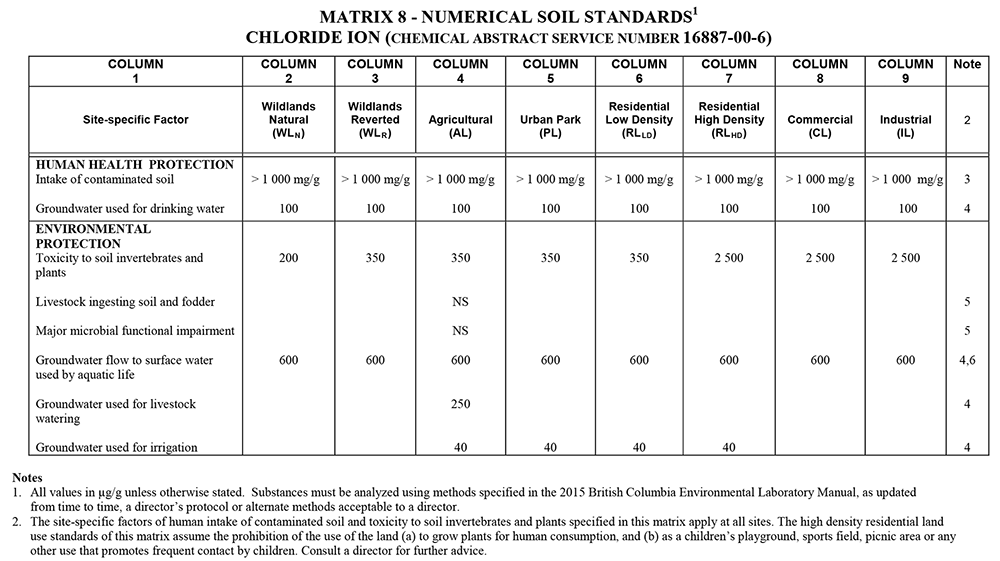 MATRIX 8 - NUMERICAL SOIL STANDARDS1
CHLORIDE ION (CHEMICAL ABSTRACT SERVICE NUMBER 16887-00-6)
COLUMN 1 COLUMN 2 COLUMN 3 COLUMN 4 COLUMN 5 COLUMN 6 COLUMN 7 COLUMN 8 COLUMN 9 Note
Site-specific Factor Wildlands Natural (WLN) Wildlands Reverted (WLR) Agricultural (AL) Urban Park (PL) Residential Low Density (RLLD) Residential High Density (RLHD) Commercial (CL) Industrial (IL) 2
HUMAN HEALTH PROTECTION
Intake of contaminated soil > 1 000 mg/g > 1 000 mg/g > 1 000 mg/g > 1 000 mg/g > 1 000 mg/g > 1 000 mg/g > 1 000 mg/g > 1 000 mg/g 3
Groundwater used for drinking water 100 100 100 100 100 100 100 100 4
ENVIRONMENTAL
PROTECTION
Toxicity to soil invertebrates and 200 350 350 350 350 2 500 2 500 2 500
plants
Livestock ingesting soil and fodder NS 5
Major microbial functional impairment NS 5
Groundwater flow to surface water 600 600 600 600 600 600 600 600 4,6
used by aquatic life
Groundwater used for livestock 250 4
watering
Groundwater used for irrigation 40 40 40 40 4
Notes
1. All values in µg/g unless otherwise stated. Substances must be analyzed using methods specified in the 2015 British Columbia Environmental Laboratory Manual, as updated
from time to time, a director's protocol or alternate methods acceptable to a director.
2. The site-specific factors of human intake of contaminated soil and toxicity to soil invertebrates and plants specified in this matrix apply at all sites. The high density residential land
use standards of this matrix assume the prohibition of the use of the land (a) to grow plants for human consumption, and (b) as a children's playground, sports field, picnic area or any
other use that promotes frequent contact by children. Consult a director for further advice.